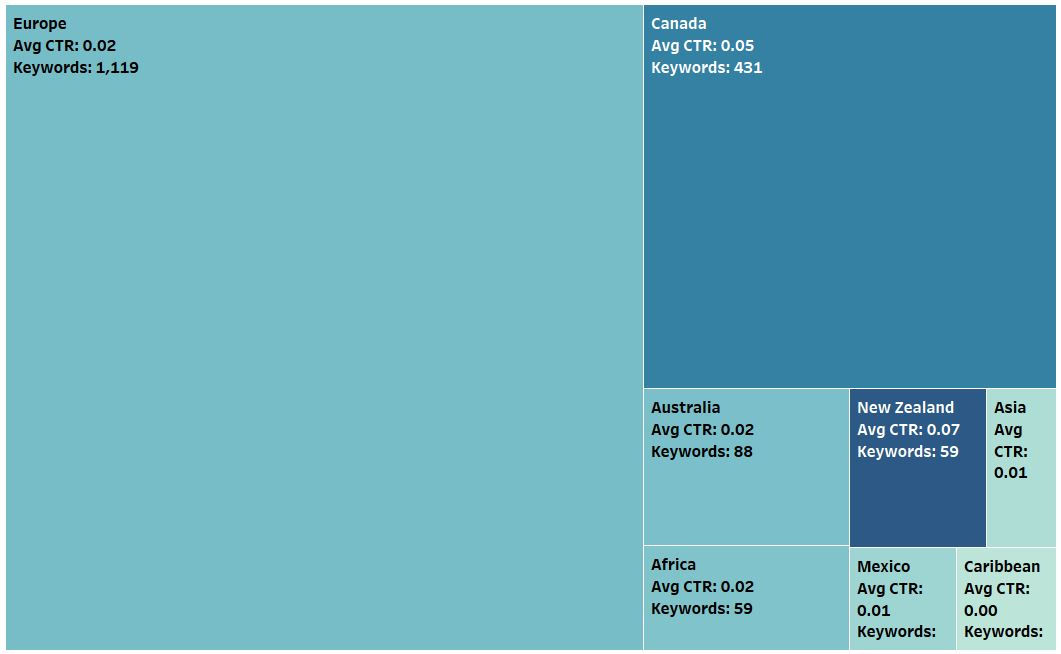 Europe
Avg CTR: 0.02
Keywords: 1,119
Canada
Avg CTR: 0.05
Keywords: 431
Australia
Avg CTR: 0.02
Keywords: 88
New Zealand
Avg CTR: 0.07
Keywords: 59
Asia
Avg
CTR:
0.01
Africa
Avg CTR: 0.02
Keywords: 59
Mexico
Avg CTR:
0.01
Keywords:
Caribbean
Avg CTR:
0.00
Keywords: